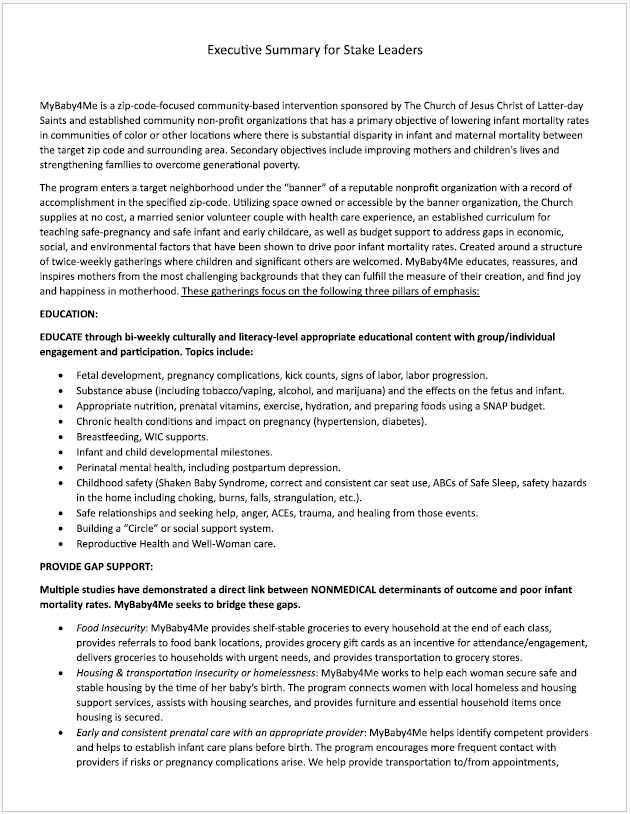 Executive Summary for Stake Leaders
MyBaby4Me is a zip-code-focused community-based intervention sponsored by The Church of Jesus Christ of Latter-day
Saints and established community non-profit organizations that has a primary objective of lowering infant mortality rates
in communities of color or other locations where there is substantial disparity in infant and maternal mortality between
the target zip code and surrounding area. Secondary objectives include improving mothers and children's lives and
strengthening families to overcome generational poverty.
The program enters a target neighborhood under the "banner" of a reputable nonprofit organization with a record of
accomplishment in the specified zip-code. Utilizing space owned or accessible by the banner organization, the Church
supplies at no cost, a married senior volunteer couple with health care experience, an established curriculum for
teaching safe-pregnancy and safe infant and early childcare, as well as budget support to address gaps in economic,
social, and environmental factors that have been shown to drive poor infant mortality rates. Created around a structure
of twice-weekly gatherings where children and significant others are welcomed. MyBaby4Me educates, reassures, and
inspires mothers from the most challenging backgrounds that they can fulfill the measure of their creation, and find joy
and happiness in motherhood. These gatherings focus on the following three pillars of emphasis:
EDUCATION:
EDUCATE through bi-weekly culturally and literacy-level appropriate educational content with group/individual
engagement and participation. Topics include:
• Fetal development, pregnancy complications, kick counts, signs of labor, labor progression.
• Substance abuse (including tobacco/vaping, alcohol, and marijuana) and the effects on the fetus and infant.
• Appropriate nutrition, prenatal vitamins, exercise, hydration, and preparing foods using a SNAP budget.
• Chronic health conditions and impact on pregnancy (hypertension, diabetes).
• Breastfeeding, WIC supports.
• Infant and child developmental milestones.
• Perinatal mental health, including postpartum depression.
• Childhood safety (Shaken Baby Syndrome, correct and consistent car seat use, ABCs of Safe Sleep, safety hazards
in the home including choking, burns, falls, strangulation, etc.).
• Safe relationships and seeking help, anger, ACEs, trauma, and healing from those events.
• Building a "Circle" or social support system.
• Reproductive Health and Well-Woman care.
PROVIDE GAP SUPPORT:
Multiple studies have demonstrated a direct link between NONMEDICAL determinants of outcome and poor infant
mortality rates. MyBaby4Me seeks to bridge these gaps.
• Food Insecurity: MyBaby4Me provides shelf-stable groceries to every household at the end of each class,
provides referrals to food bank locations, provides grocery gift cards as an incentive for attendance/engagement,
delivers groceries to households with urgent needs, and provides transportation to grocery stores.
• Housing & transportation insecurity or homelessness: MyBaby4Me works to help each woman secure safe and
stable housing by the time of her baby's birth. The program connects women with local homeless and housing
support services, assists with housing searches, and provides furniture and essential household items once
housing is secured.
• Early and consistent prenatal care with an appropriate provider: MyBaby4Me helps identify competent providers
and helps to establish infant care plans before birth. The program encourages more frequent contact with
providers if risks or pregnancy complications arise. We help provide transportation to/from appointments,